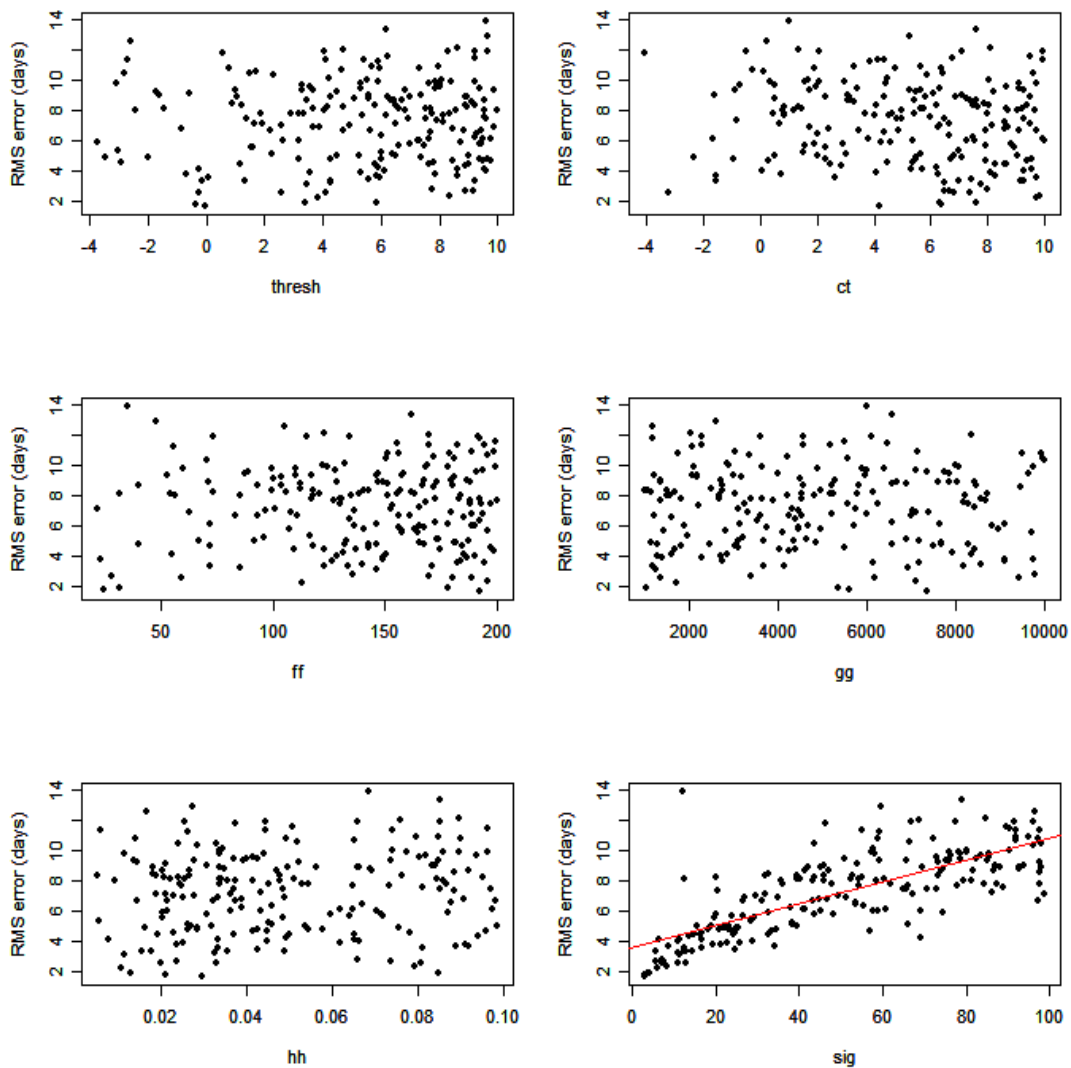 RMS error (days)
14
10
8
6
4
2
-4 -2 0 2 4 6 8 10
thresh
RMS error (days)
14
10
8
6
4
2
-4 -2 0 2 4 6 8 10
ct
RMS error (days)
14
10
8
6
4
2
50 100 150 200
ff
RMS error (days)
14
10
8
6
4
2
2000 4000 6000 8000 10000
gg
RMS error (days)
14
10
8
6
4
2
0.02 0.04 0.06 0.08 0.10
hh
RMS error (days)
14
10
8
6
4
2
0 20 40 60 80 100
sig